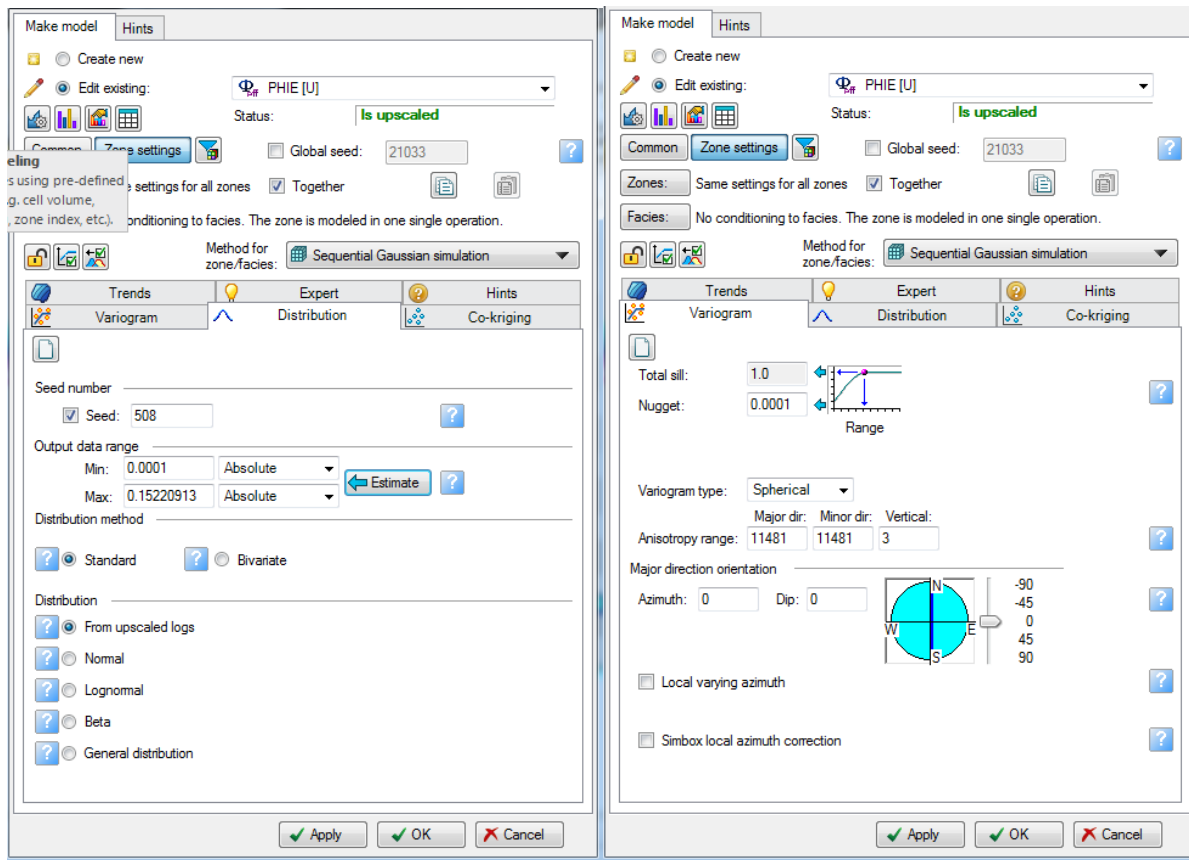 Make model Hints
Create new
Edit existing: Φeff PHIE [U]
Status: Is upscaled
Common Zone settings Global seed: 21033 ?
eling
es using pre-defined
.g. cell volume,
, zone index, etc.).
e settings for all zones Together
onditioning to facies. The zone is modeled in one single operation.
Method for
zone/facies: Sequential Gaussian simulation
Trends Expert ? Hints
Variogram Distribution Co-kriging
Seed number
Seed: 508 ?
Output data range
Min: 0.0001 Absolute
Estimate ?
Max: 0.15220913 Absolute
Distribution method
? Standard ? Bivariate
Distribution
? From upscaled logs
? Normal
? Lognormal
? Beta
? General distribution
Apply OK Cancel
Make model Hints
Create new
Edit existing: Φeff PHIE [U]
Status: Is upscaled
Common Zone settings Global seed: 21033 ?
Zones: Same settings for all zones Together
Facies: No conditioning to facies. The zone is modeled in one single operation.
Method for
zone/facies: Sequential Gaussian simulation
Trends Expert ? Hints
Variogram Distribution Co-kriging
Total sill: 1.0 ?
Nugget: 0.0001
Range
Variogram type: Spherical
Major dir: Minor dir: Vertical:
Anisotropy range: 11481 11481 3 ?
Major direction orientation
Azimuth: 0 Dip: 0 ?
N
W E
S
-90
-45
0
45
90
Local varying azimuth ?
Simbox local azimuth correction ?
Apply OK Cancel